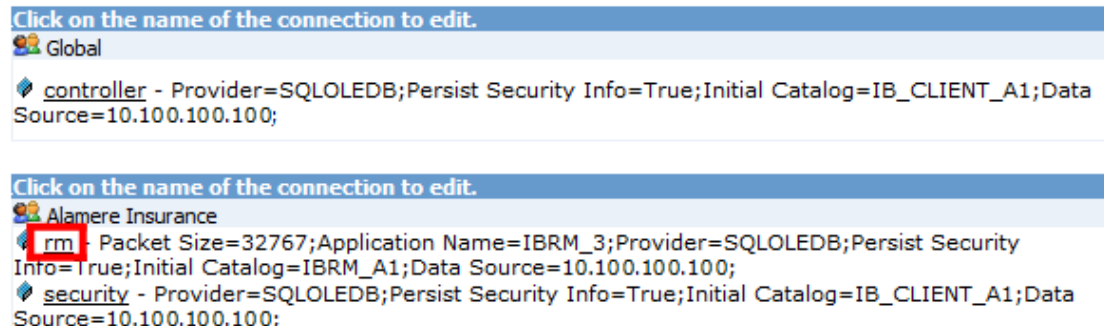 Click on the name of the connection to edit.
Global
controller - Provider=SQLOLEDB;Persist Security Info=True;Initial Catalog=IB_CLIENT_A1;Data
Source=10.100.100.100;
Click on the name of the connection to edit.
Alamere Insurance
rm - Packet Size=32767;Application Name=IBRM_3;Provider=SQLOLEDB;Persist Security
Info=True;Initial Catalog=IBRM_A1;Data Source=10.100.100.100;
security - Provider=SQLOLEDB;Persist Security Info=True;Initial Catalog=IB_CLIENT_A1;Data
Source=10.100.100.100;